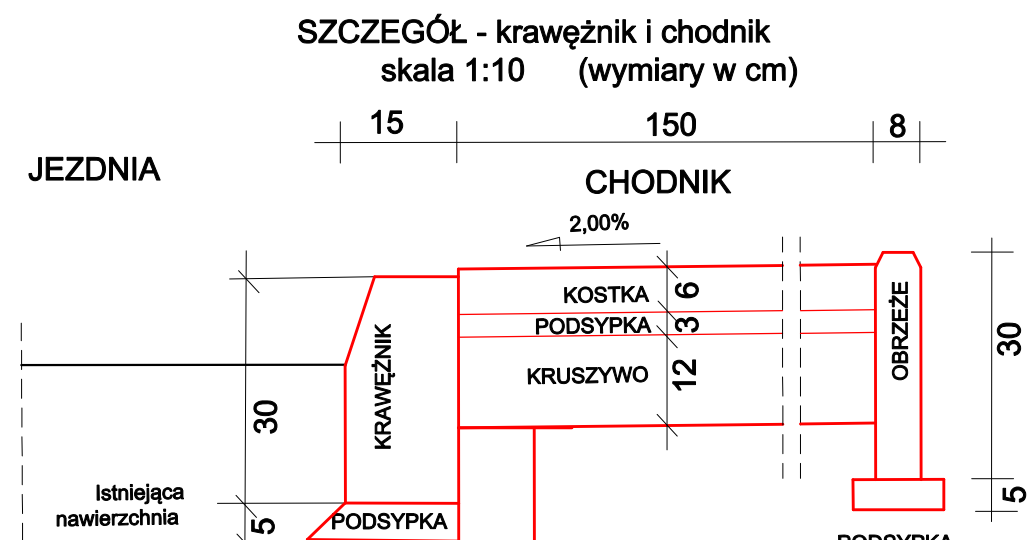 SZCZEGÓŁ - krawężnik i chodnik
skala 1:10 (wymiary w cm)
15 150 8
JEZDNIA
CHODNIK
2,00%
KOSTKA 6
PODSYPKA 3
KRUSZYWO 12
KRAWĘŻNIK
OBRZEŻE
30
30
Istniejąca
nawierzchnia
5
PODSYPKA
5
PODSYPKA